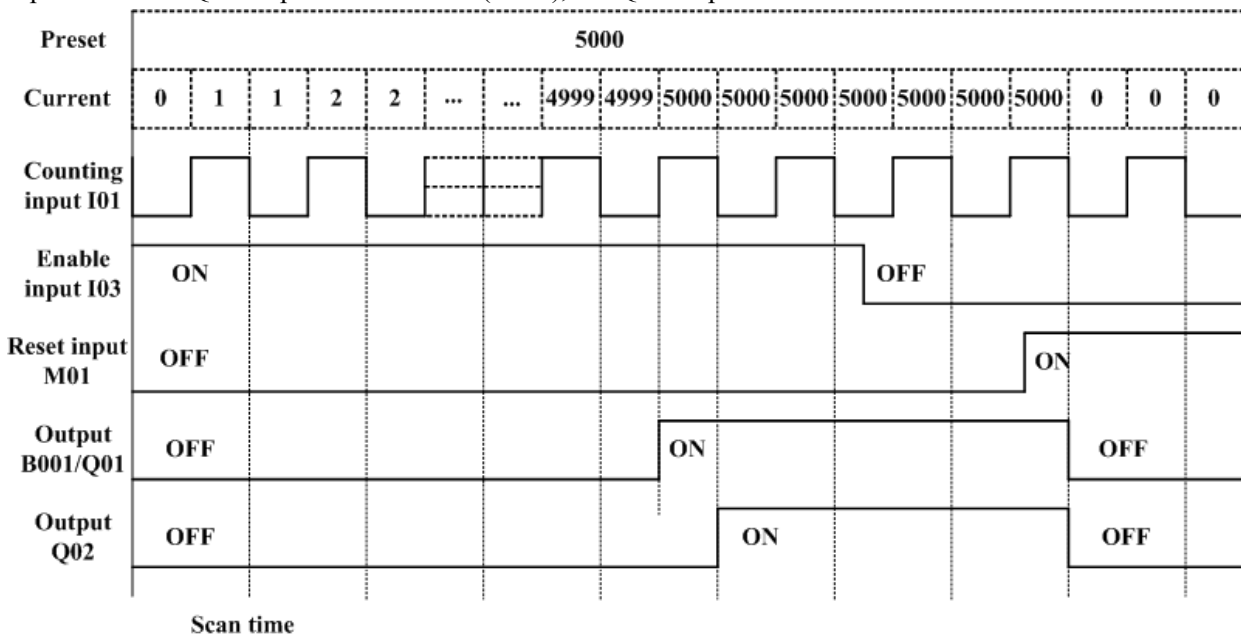 Preset 5000
Current 0 1 1 2 2 ... ... 4999 4999 5000 5000 5000 5000 5000 5000 5000 0 0 0
Counting
input I01
Enable
input I03
ON OFF
Reset input
M01
OFF ON
Output
B001/Q01
OFF ON OFF
Output
Q02
OFF ON OFF
Scan time